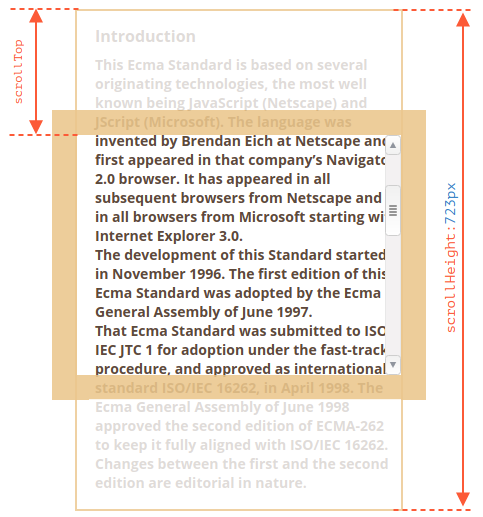 scrollTop
Introduction
This Ecma Standard is based on several
originating technologies, the most well
known being JavaScript (Netscape) and
JScript (Microsoft). The language was
invented by Brendan Eich at Netscape and
first appeared in that company’s Navigato
2.0 browser. It has appeared in all
subsequent browsers from Netscape and
in all browsers from Microsoft starting wi
Internet Explorer 3.0.
The development of this Standard started
in November 1996. The first edition of this
Ecma Standard was adopted by the Ecma
General Assembly of June 1997.
That Ecma Standard was submitted to ISO
IEC JTC 1 for adoption under the fast-track
procedure, and approved as international
standard ISO/IEC 16262, in April 1998. The
Ecma General Assembly of June 1998
approved the second edition of ECMA-262
to keep it fully aligned with ISO/IEC 16262.
Changes between the first and the second
edition are editorial in nature.
scrollHeight:723px